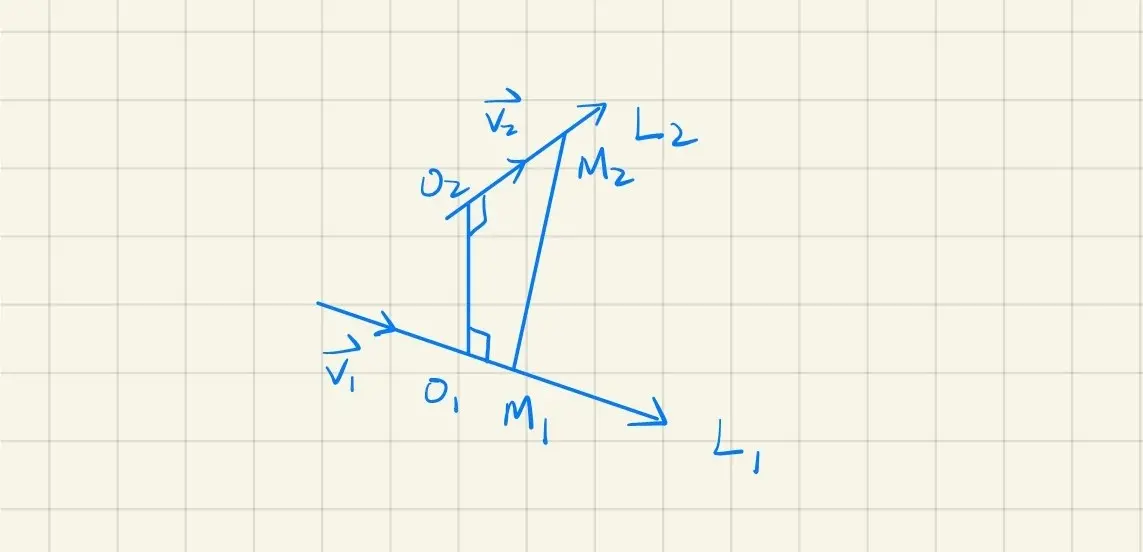 v₂
L₂
O₂
M₂
v₁
O₁
M₁
L₁